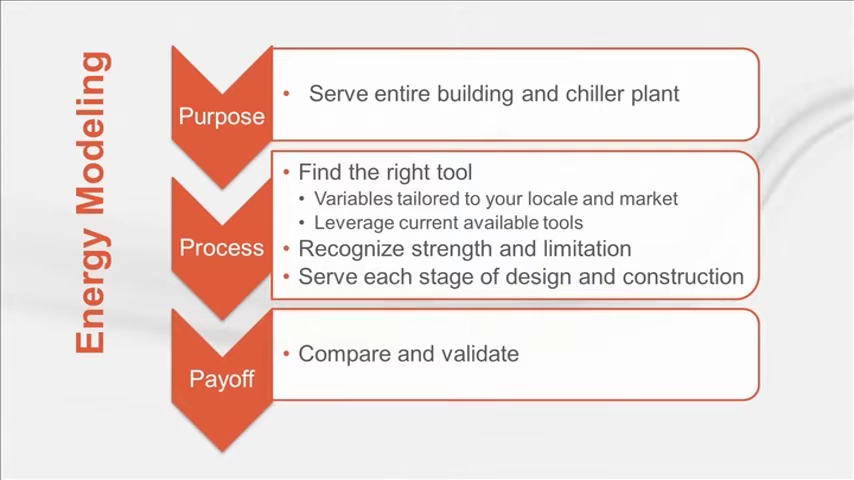 Energy Modeling
Purpose
• Serve entire building and chiller plant
Process
• Find the right tool
• Variables tailored to your locale and market
• Leverage current available tools
• Recognize strength and limitation
• Serve each stage of design and construction
Payoff
• Compare and validate